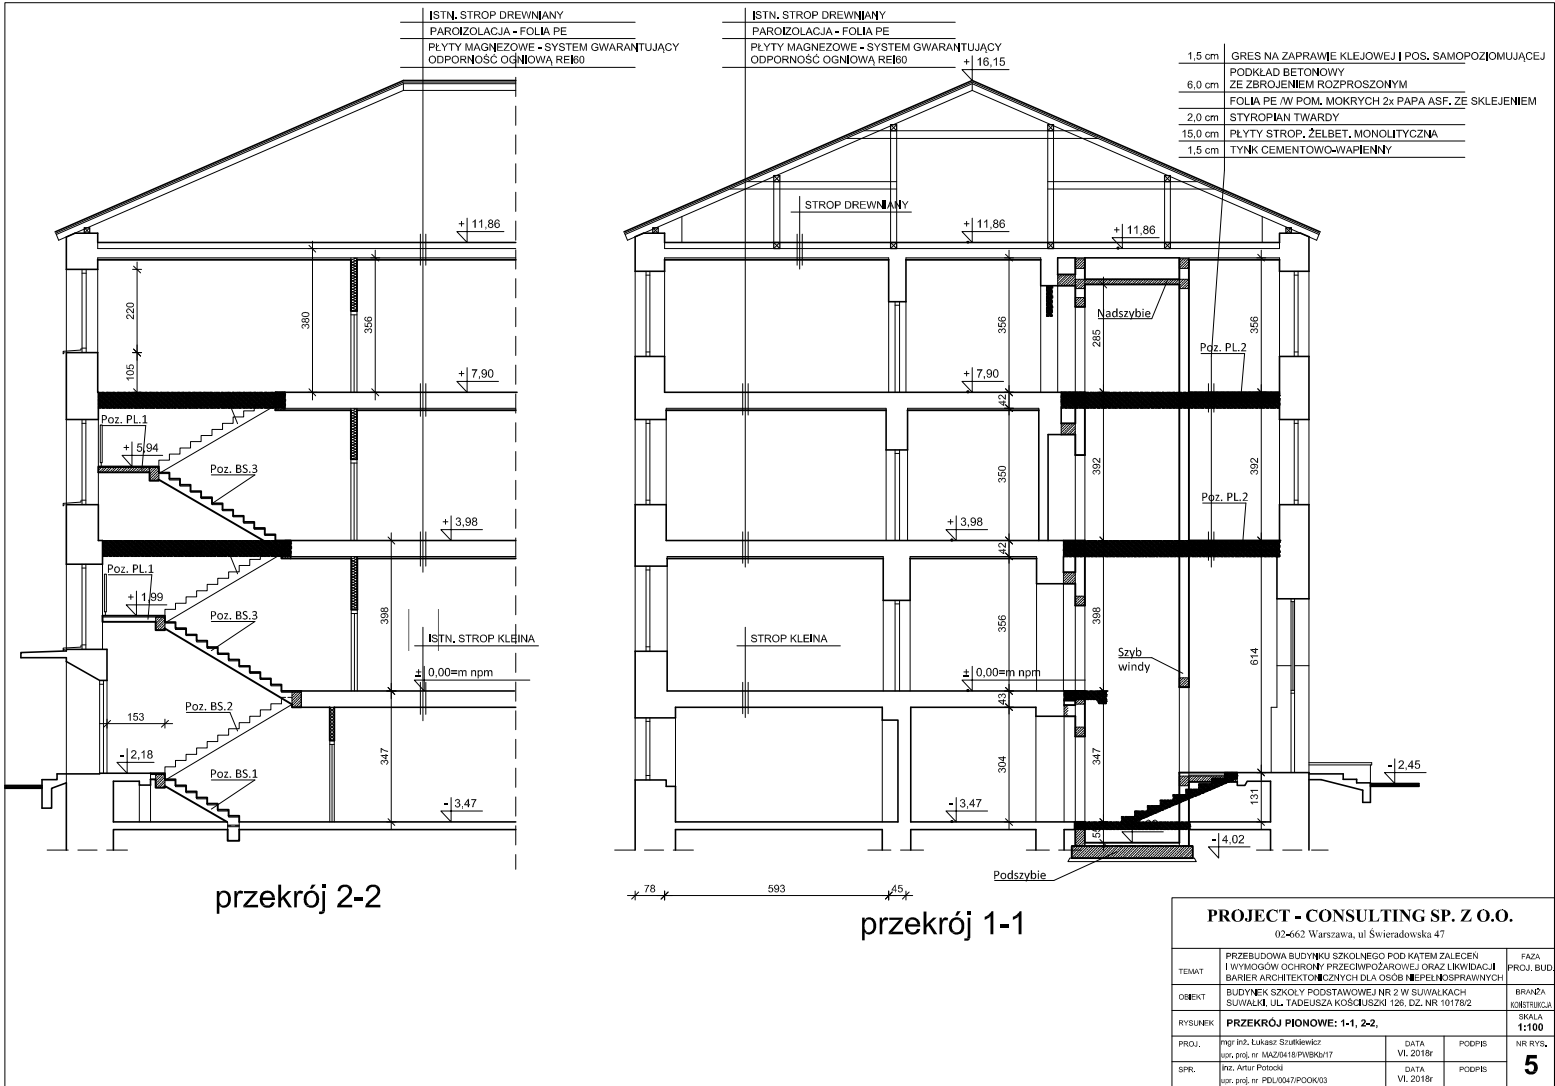 ISTN. STROP DREWNIANY
PAROIZOLACJA - FOLIA PE
PŁYTY MAGNEZOWE - SYSTEM GWARANTUJĄCY
ODPORNOŚĆ OGNIOWĄ REI60
ISTN. STROP DREWNIANY
PAROIZOLACJA - FOLIA PE
PŁYTY MAGNEZOWE - SYSTEM GWARANTUJĄCY
ODPORNOŚĆ OGNIOWĄ REI60
1,5 cm GRES NA ZAPRAWIE KLEJOWEJ I POS. SAMOPOZIOMUJĄCEJ
PODKŁAD BETONOWY
6,0 cm ZE ZBROJENIEM ROZPROSZONYM
FOLIA PE /W POM. MOKRYCH 2x PAPA ASF. ZE SKLEJENIEM
2,0 cm STYROPIAN TWARDY
15,0 cm PŁYTY STROP. ŻELBET. MONOLITYCZNA
1,5 cm TYNK CEMENTOWO-WAPIENNY
+ 11,86
220
380
356
105
+ 7,90
Poz. PL.1
+ 5,94
Poz. BS.3
+ 3,98
Poz. PL.1
+ 1,99
Poz. BS.3
398
ISTN. STROP KLEINA
± 0,00=m npm
153
Poz. BS.2
- 2,18
Poz. BS.1
347
- 3,47
przekrój 2-2
+ 16,15
STROP DREWNIANY
+ 11,86
+ 11,86
356
Nadszybie
285
356
Poz. PL.2
+ 7,90
42
350
392
392
Poz. PL.2
+ 3,98
42
356
398
STROP KLEINA
Szyb
windy
614
± 0,00=m npm
43
304
347
- 2,45
131
- 3,47
- 4,02
Podszybie
78
593
45
przekrój 1-1
PROJECT - CONSULTING SP. Z O.O.
02-662 Warszawa, ul Świeradowska 47
TEMAT
PRZEBUDOWA BUDYNKU SZKOLNEGO POD KĄTEM ZALECEŃ
I WYMOGÓW OCHRONY PRZECIWPOŻAROWEJ ORAZ LIKWIDACJI
BARIER ARCHITEKTONICZNYCH DLA OSÓB NIEPEŁNOSPRAWNYCH
FAZA
PROJ. BUD.
OBIEKT
BUDYNEK SZKOŁY PODSTAWOWEJ NR 2 W SUWAŁKACH
SUWAŁKI, UL. TADEUSZA KOŚCIUSZKI 126, DZ. NR 10178/2
BRANŻA
KONSTRUKCJA
RYSUNEK
PRZEKRÓJ PIONOWE: 1-1, 2-2,
SKALA
1:100
PROJ.
mgr inż. Łukasz Szutkiewicz
upr. proj. nr MAZ/0418/PWBKb/17
DATA
VI. 2018r
PODPIS
NR RYS.
5
SPR.
inż. Artur Potocki
upr. proj. nr PDL/0047/POOK/03
DATA
VI. 2018r
PODPIS